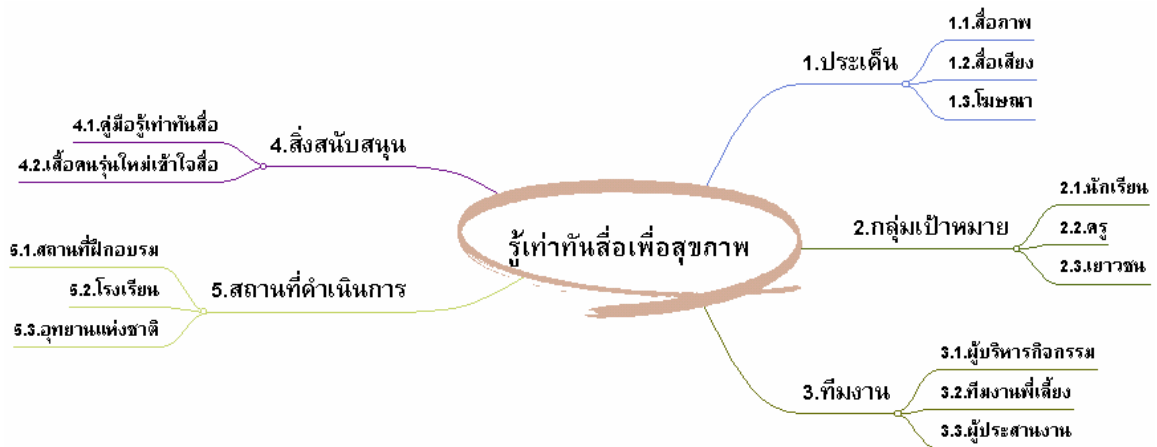 รู้เท่าทันสื่อเพื่อสุขภาพ
1.ประเด็น
1.1.สื่อภาพ
1.2.สื่อเสียง
1.3.โฆษณา
2.กลุ่มเป้าหมาย
2.1.นักเรียน
2.2.ครู
2.3.เยาวชน
3.ทีมงาน
3.1.ผู้บริหารกิจกรรม
3.2.ทีมงานพี่เลี้ยง
3.3.ผู้ประสานงาน
4.สิ่งสนับสนุน
4.1.คู่มือรู้เท่าทันสื่อ
4.2.เสื้อคนรุ่นใหม่เข้าใจสื่อ
5.สถานที่ดำเนินการ
5.1.สถานที่ฝึกอบรม
5.2.โรงเรียน
5.3.อุทยานแห่งชาติ